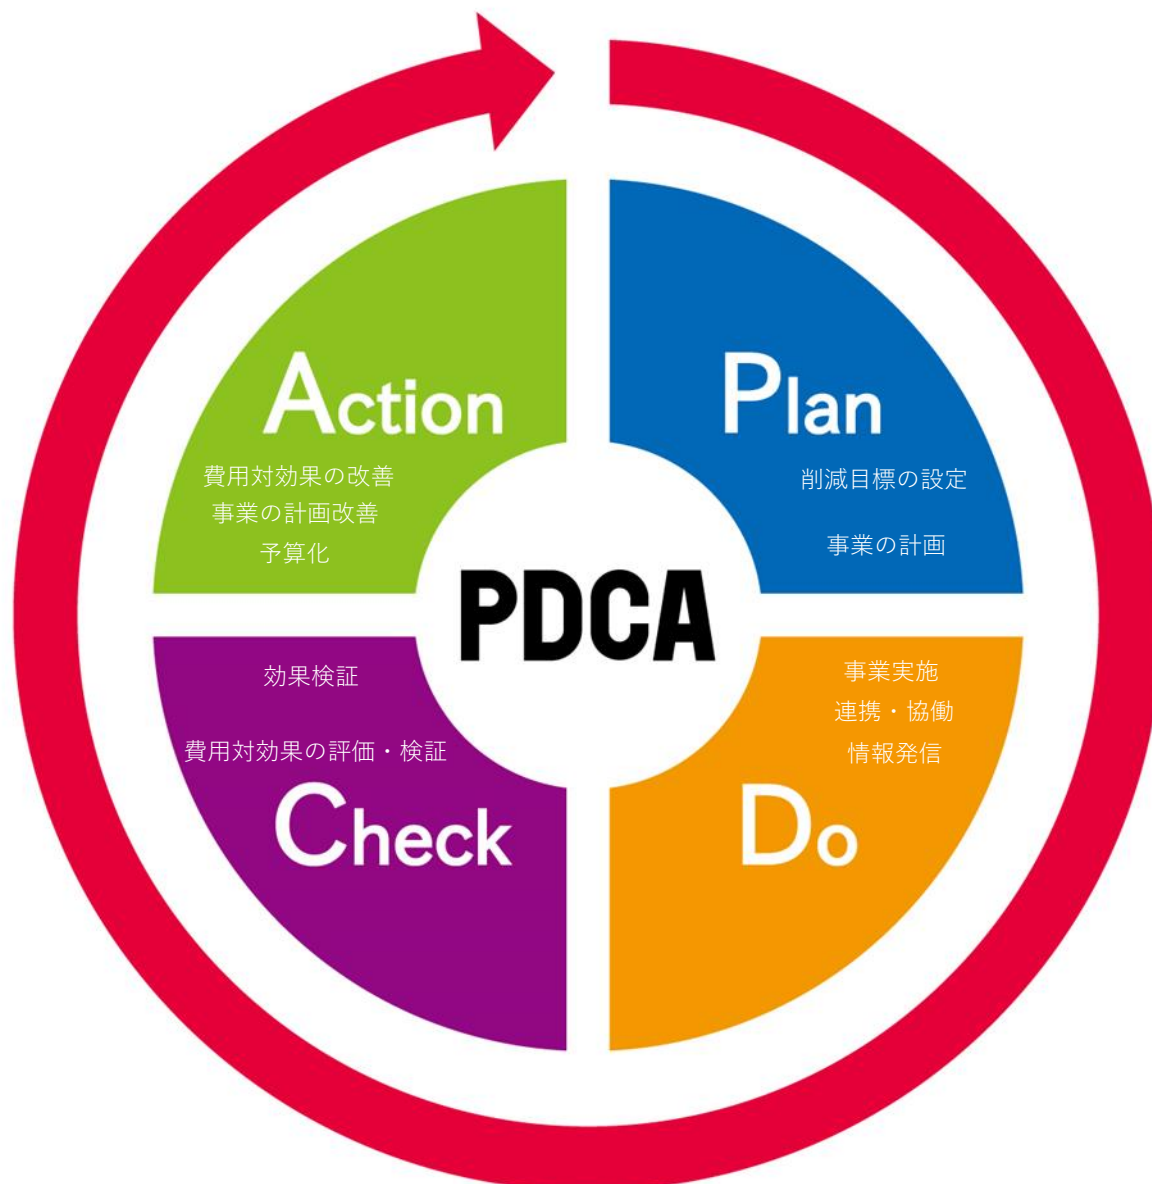 Action
費用対効果の改善
事業の計画改善
予算化
Plan
削減目標の設定
事業の計画
PDCA
効果検証
費用対効果の評価・検証
Check
事業実施
連携・協働
情報発信
Do